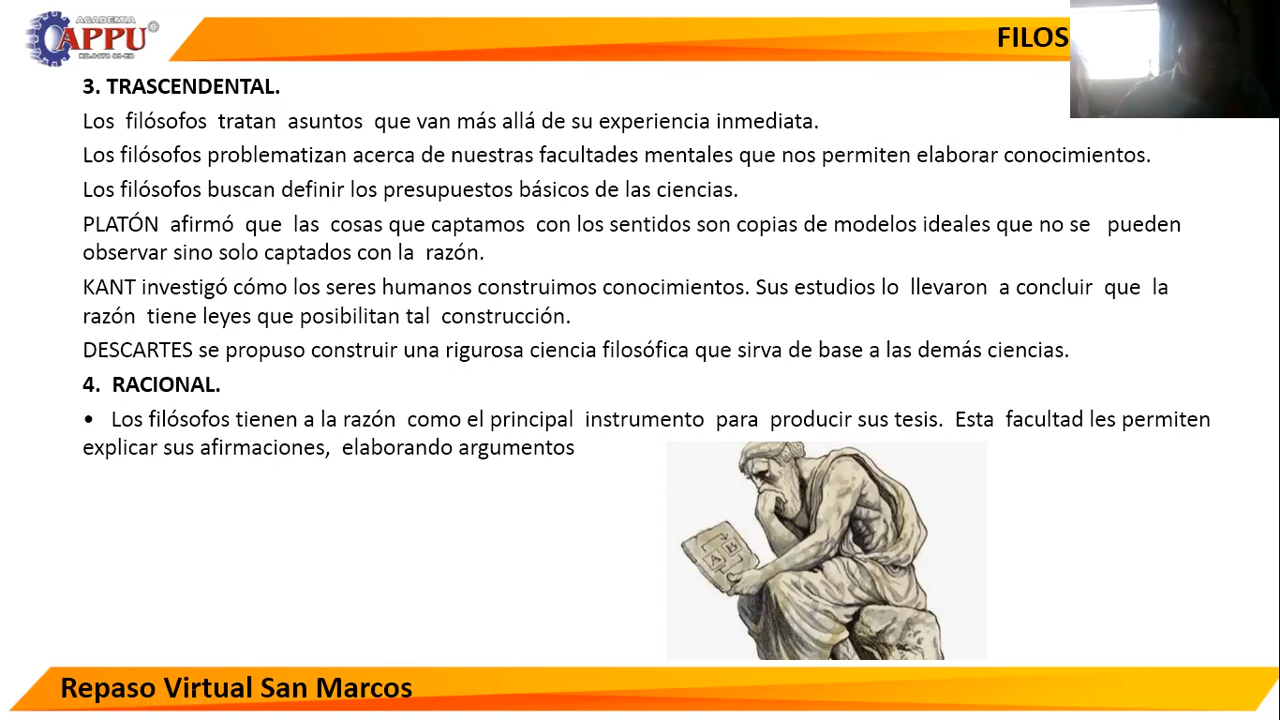 ACADEMIA
APPU
FILOS
3. TRASCENDENTAL.
Los filósofos tratan asuntos que van más allá de su experiencia inmediata.
Los filósofos problematizan acerca de nuestras facultades mentales que nos permiten elaborar conocimientos.
Los filósofos buscan definir los presupuestos básicos de las ciencias.
PLATÓN afirmó que las cosas que captamos con los sentidos son copias de modelos ideales que no se pueden
observar sino solo captados con la razón.
KANT investigó cómo los seres humanos construimos conocimientos. Sus estudios lo llevaron a concluir que la
razón tiene leyes que posibilitan tal construcción.
DESCARTES se propuso construir una rigurosa ciencia filosófica que sirva de base a las demás ciencias.
4. RACIONAL.
• Los filósofos tienen a la razón como el principal instrumento para producir sus tesis. Esta facultad les permiten
explicar sus afirmaciones, elaborando argumentos
A B
Repaso Virtual San Marcos